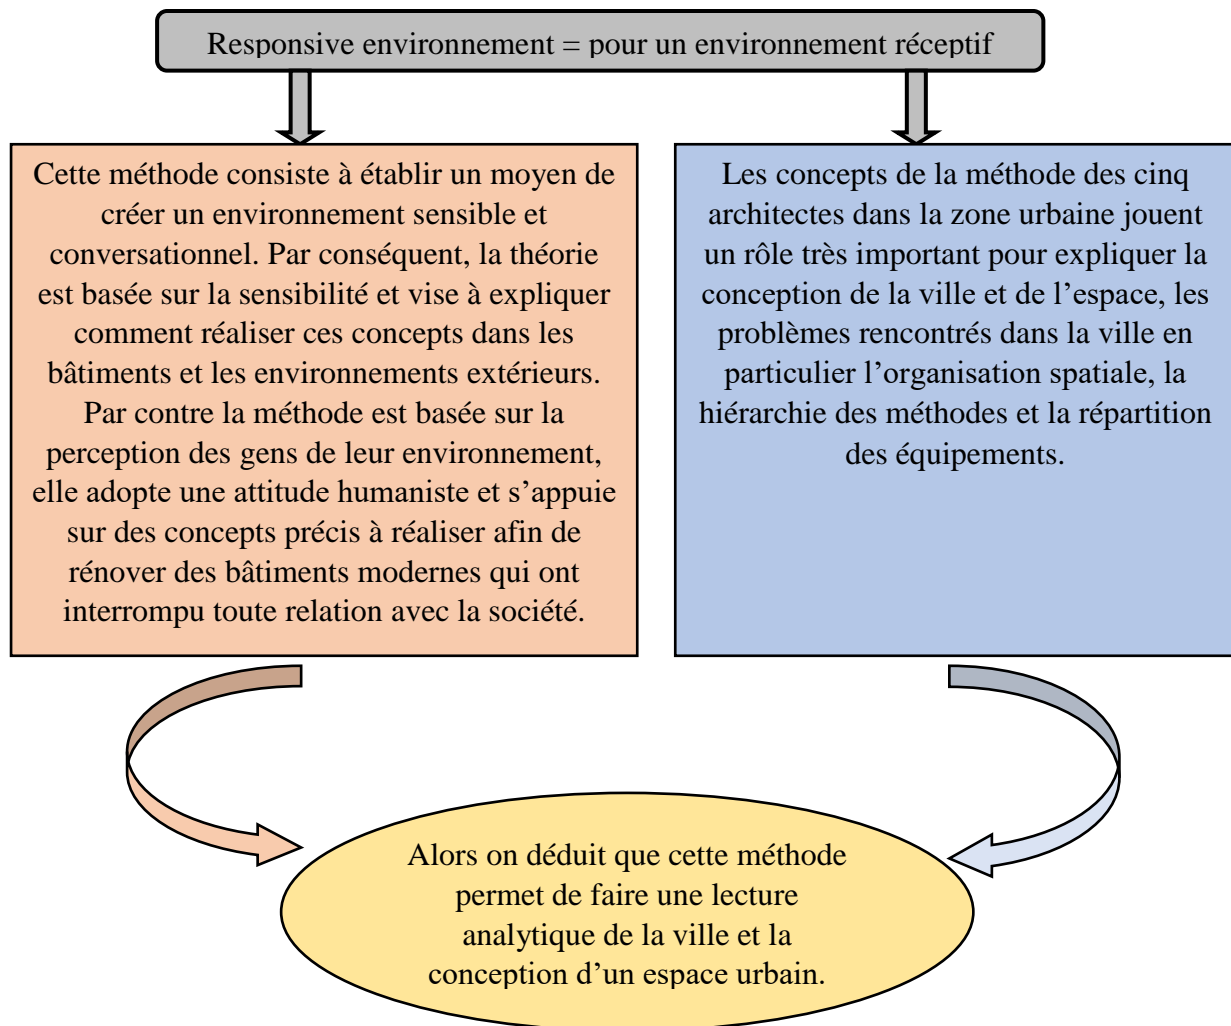 Responsive environnement = pour un environnement réceptif
Cette méthode consiste à établir un moyen de
créer un environnement sensible et
conversationnel. Par conséquent, la théorie
est basée sur la sensibilité et vise à expliquer
comment réaliser ces concepts dans les
bâtiments et les environnements extérieurs.
Par contre la méthode est basée sur la
perception des gens de leur environnement,
elle adopte une attitude humaniste et s’appuie
sur des concepts précis à réaliser afin de
rénover des bâtiments modernes qui ont
interrompu toute relation avec la société.
Les concepts de la méthode des cinq
architectes dans la zone urbaine jouent
un rôle très important pour expliquer la
conception de la ville et de l’espace, les
problèmes rencontrés dans la ville en
particulier l’organisation spatiale, la
hiérarchie des méthodes et la répartition
des équipements.
Alors on déduit que cette méthode
permet de faire une lecture
analytique de la ville et la
conception d’un espace urbain.